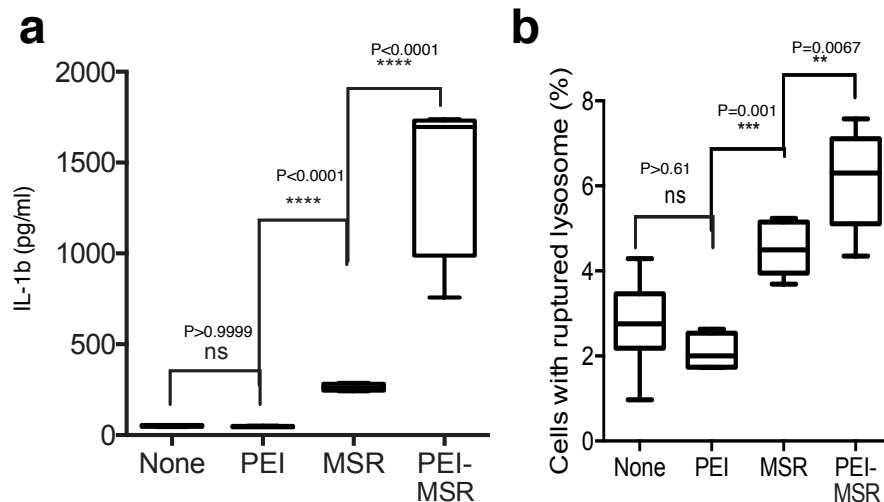 a
P<0.0001
****
2000
P<0.0001
****
1500
1000
500
0
IL-1b (pg/ml)
P>0.9999
ns
None PEI MSR PEI-
MSR
b
P=0.0067
**
P=0.001
***
P>0.61
ns
8
6
4
2
0
Cells with ruptured lysosome (%)
None PEI MSR PEI-
MSR